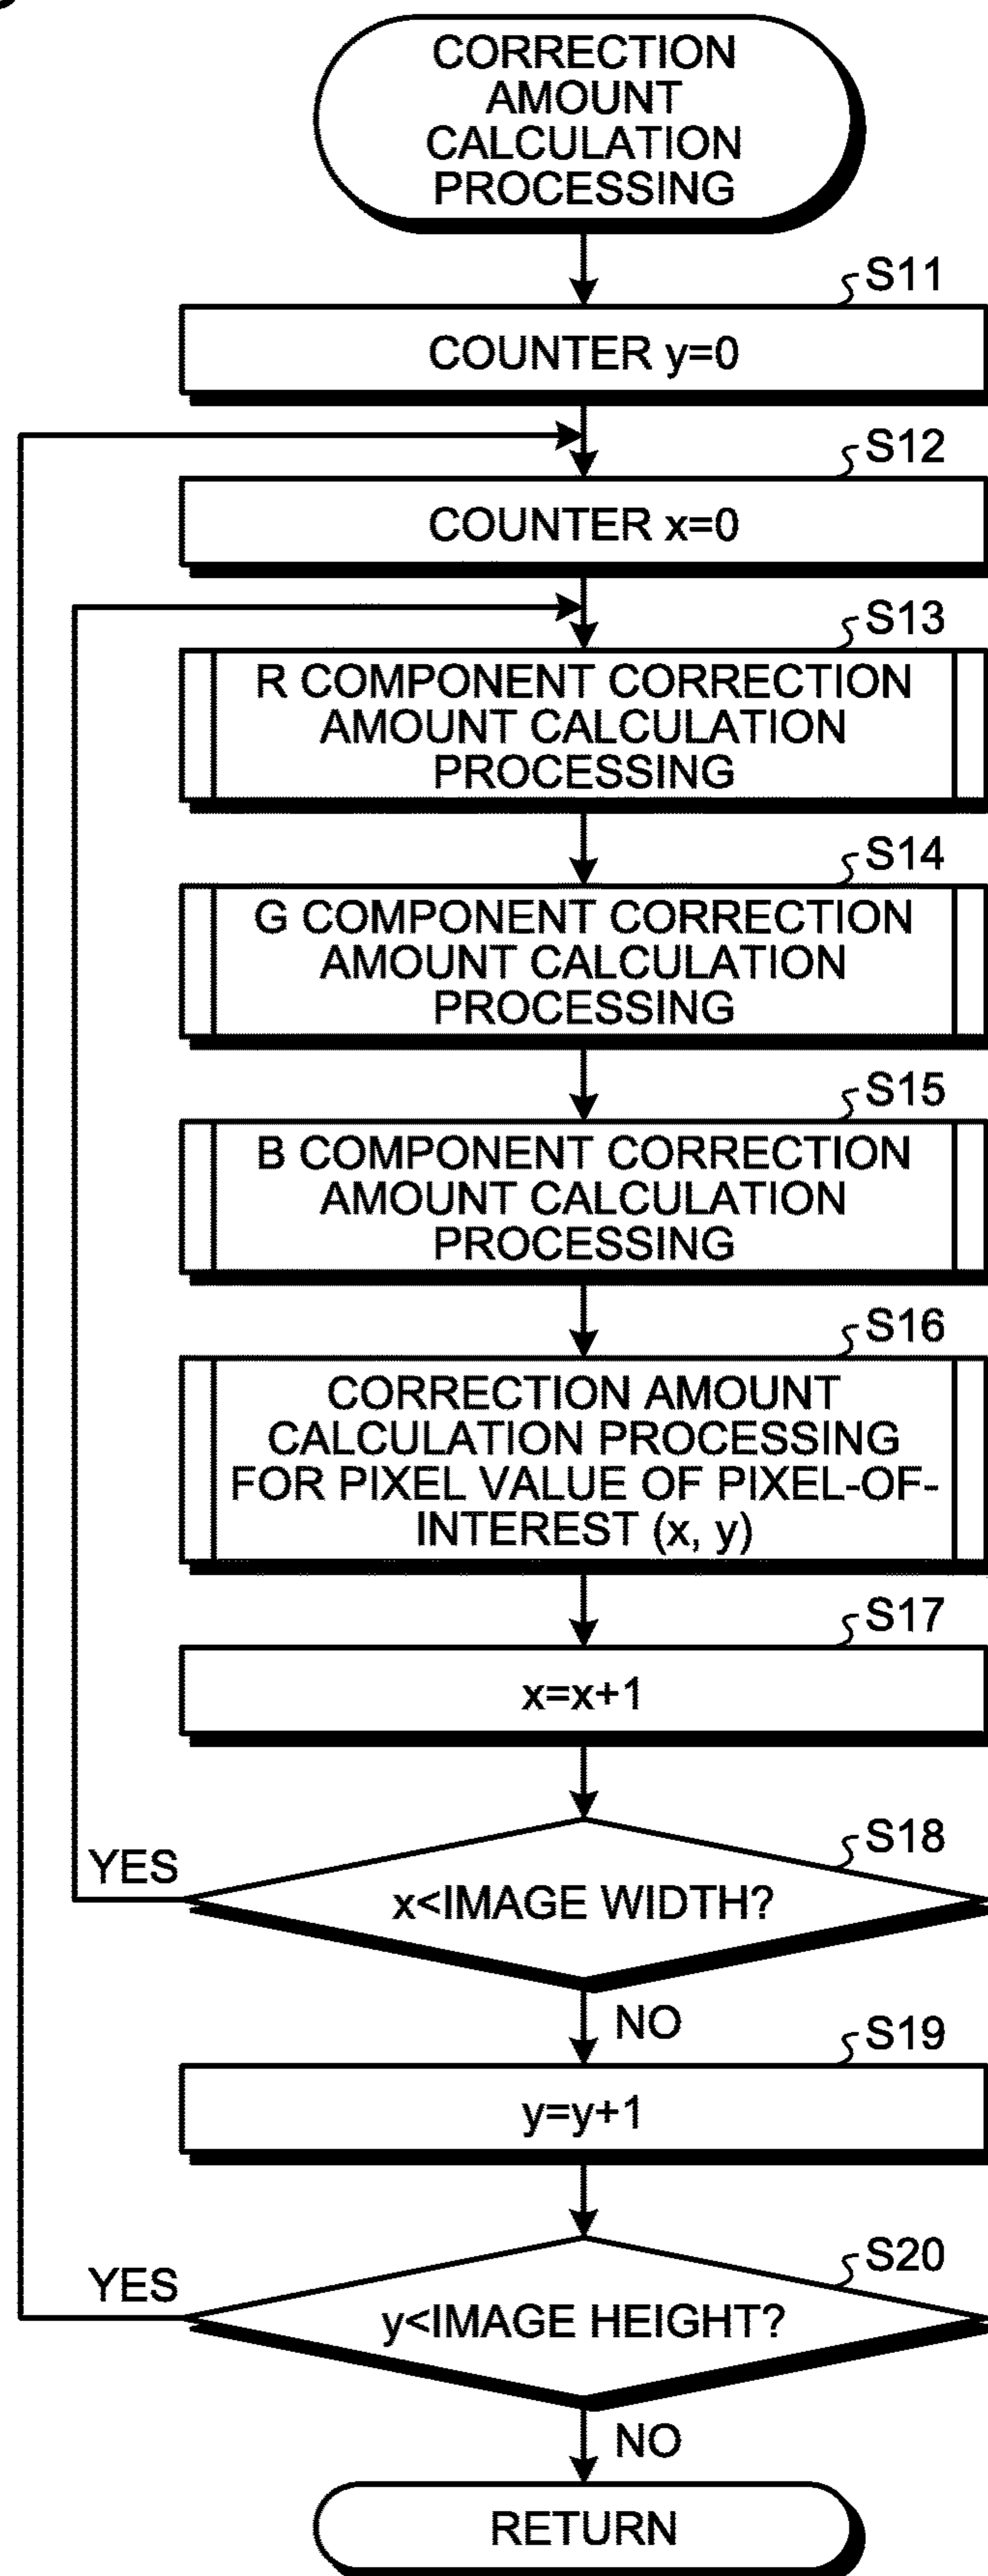 CORRECTION
AMOUNT
CALCULATION
PROCESSING
S11
COUNTER y=0
S12
COUNTER x=0
S13
R COMPONENT CORRECTION
AMOUNT CALCULATION
PROCESSING
S14
G COMPONENT CORRECTION
AMOUNT CALCULATION
PROCESSING
S15
B COMPONENT CORRECTION
AMOUNT CALCULATION
PROCESSING
S16
CORRECTION AMOUNT
CALCULATION PROCESSING
FOR PIXEL VALUE OF PIXEL-OF-
INTEREST (x, y)
S17
x=x+1
S18
YES
x<IMAGE WIDTH?
NO
S19
y=y+1
S20
YES
y<IMAGE HEIGHT?
NO
RETURN